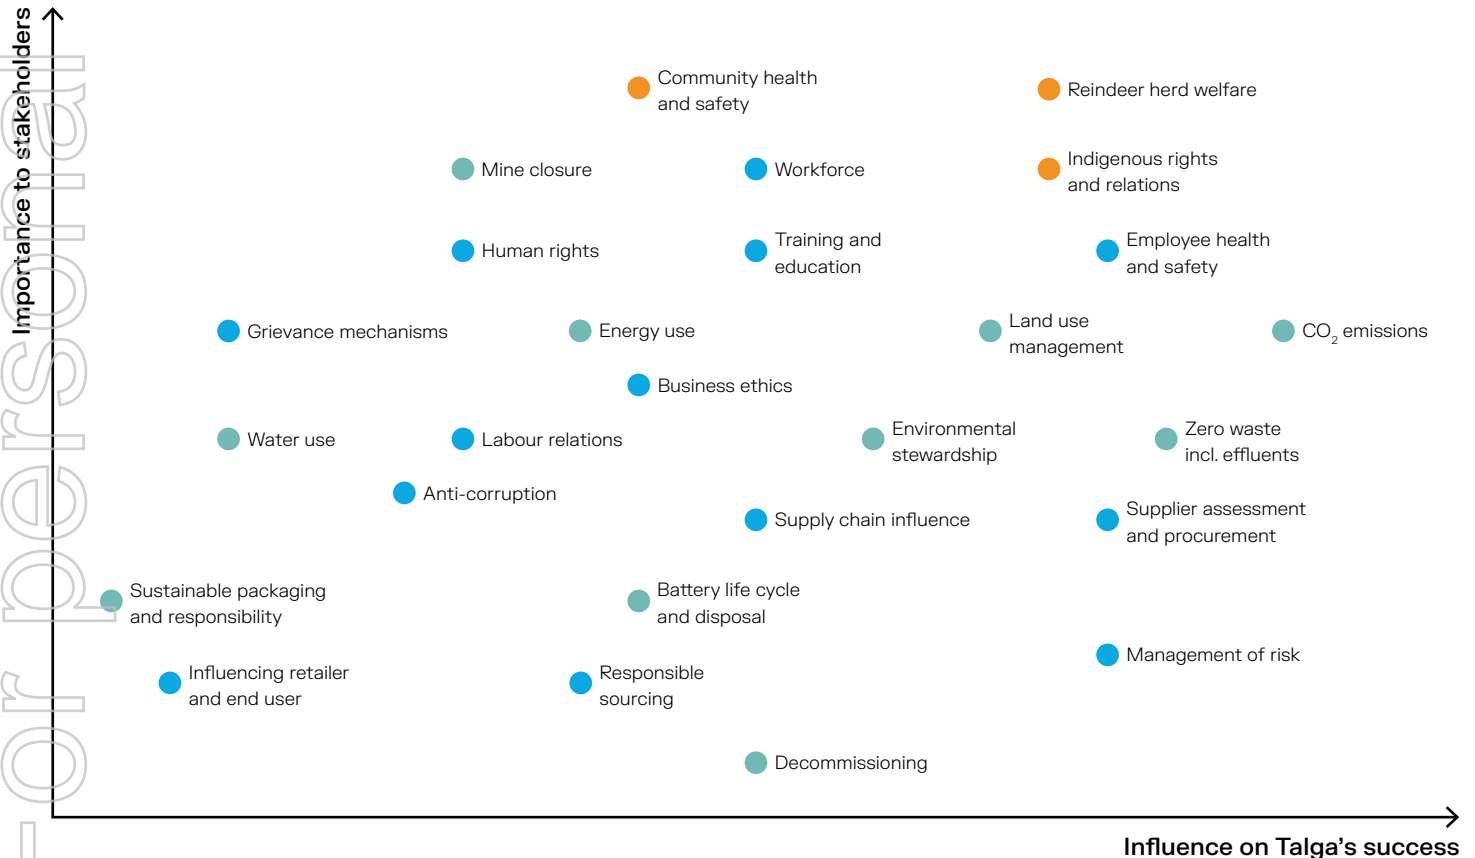 Importance to stakeholders
Community health
and safety
Reindeer herd welfare
Mine closure
Workforce
Indigenous rights
and relations
Human rights
Training and
education
Employee health
and safety
Grievance mechanisms
Energy use
Land use
management
CO₂ emissions
Business ethics
Water use
Labour relations
Environmental
stewardship
Zero waste
incl. effluents
Anti-corruption
Supply chain influence
Supplier assessment
and procurement
Sustainable packaging
and responsibility
Battery life cycle
and disposal
Management of risk
Influencing retailer
and end user
Responsible
sourcing
Decommissioning
Influence on Talga’s success
or personal